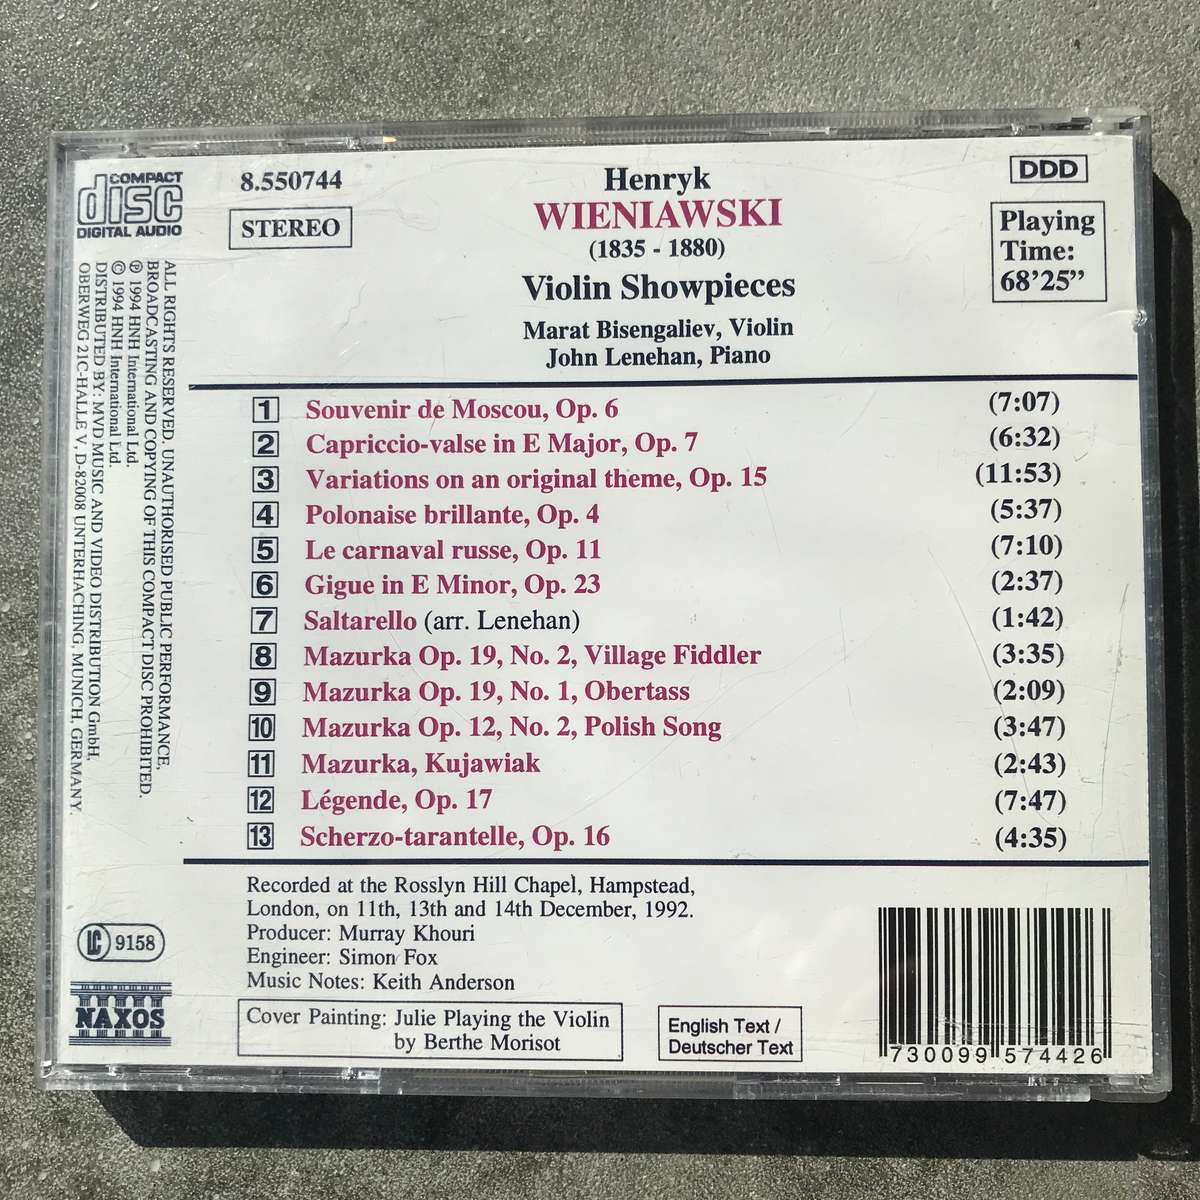 COMPACT
disc
DIGITAL AUDIO
8.550744
STEREO
Henryk
WIENIAWSKI
(1835 - 1880)
Violin Showpieces
Marat Bisengaliev, Violin
John Lenehan, Piano
DDD
Playing
Time:
68'25”
1 Souvenir de Moscou, Op. 6 (7:07)
2 Capriccio-valse in E Major, Op. 7 (6:32)
3 Variations on an original theme, Op. 15 (11:53)
4 Polonaise brillante, Op. 4 (5:37)
5 Le carnaval russe, Op. 11 (7:10)
6 Gigue in E Minor, Op. 23 (2:37)
7 Saltarello (arr. Lenehan) (1:42)
8 Mazurka Op. 19, No. 2, Village Fiddler (3:35)
9 Mazurka Op. 19, No. 1, Obertass (2:09)
10 Mazurka Op. 12, No. 2, Polish Song (3:47)
11 Mazurka, Kujawiak (2:43)
12 Légende, Op. 17 (7:47)
13 Scherzo-tarantelle, Op. 16 (4:35)
Recorded at the Rosslyn Hill Chapel, Hampstead,
London, on 11th, 13th and 14th December, 1992.
Producer: Murray Khouri
Engineer: Simon Fox
Music Notes: Keith Anderson
Cover Painting: Julie Playing the Violin
by Berthe Morisot
English Text /
Deutscher Text
730099 574426
ALL RIGHTS RESERVED. UNAUTHORISED PUBLIC PERFORMANCE,
BROADCASTING AND COPYING OF THIS COMPACT DISC PROHIBITED.
℗ 1994 HNH International Ltd.
© 1994 HNH International Ltd
DISTRIBUTED BY: MVD MUSIC AND VIDEO DISTRIBUTION GmbH,
OBERWEG 21C-HALLE V, D-82008 UNTERHACHING, MUNICH, GERMANY.
LC 9158
NAXOS